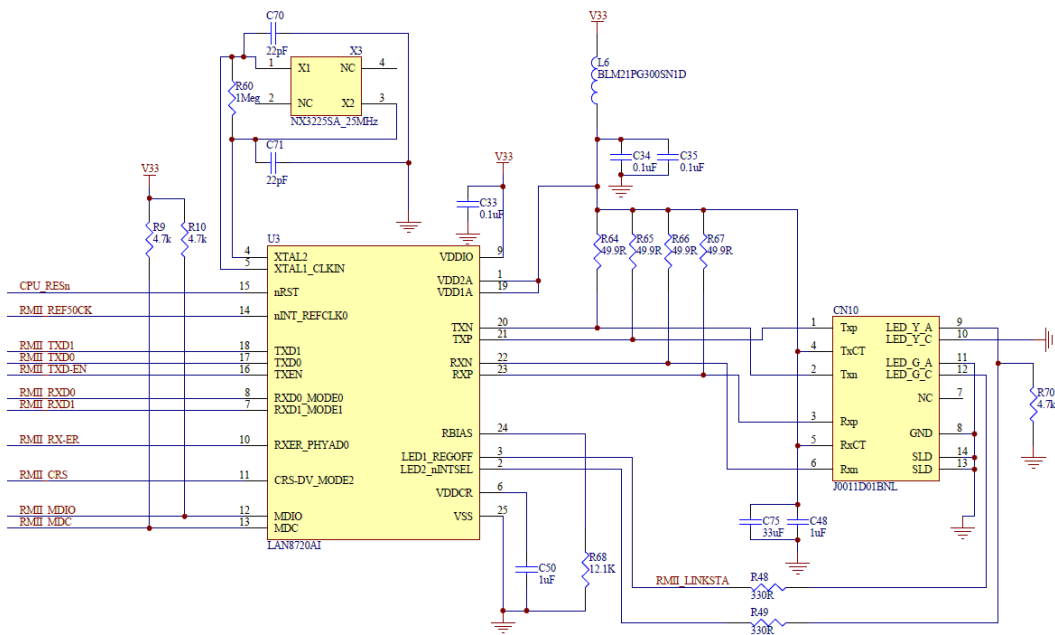 C70
22pF
X3
1
X1
NC
4
R60
1Meg
2
NC
X2
3
NX3225SA_25MHz
C71
22pF
V33
L6
BLM21PG300SN1D
C34
0.1uF
C35
0.1uF
V33
C33
0.1uF
V33
R9
4.7k
R10
4.7k
R64
49.9R
R65
49.9R
R66
49.9R
R67
49.9R
U3
4
XTAL2
5
XTAL1_CLKIN
CPU_RESn
15
nRST
RMII_REF50CK
14
nINT_REFCLK0
RMII_TXD1
18
TXD1
RMII_TXD0
17
TXD0
RMII_TXD-EN
16
TXEN
RMII_RXD0
8
RXD0_MODE0
RMII_RXD1
7
RXD1_MODE1
RMII_RX-ER
10
RXER_PHYAD0
RMII_CRS
11
CRS-DV_MODE2
RMII_MDIO
12
MDIO
RMII_MDC
13
MDC
LAN8720AI
VDDIO
9
VDD2A
1
VDD1A
19
TXN
20
TXP
21
RXN
22
RXP
23
RBIAS
24
LED1_REGOFF
3
LED2_nINTSEL
2
VDDCR
6
VSS
25
CN10
1
Txp
4
TxCT
2
Txn
3
Rxp
5
RxCT
6
Rxn
LED_Y_A
9
LED_Y_C
10
LED_G_A
11
LED_G_C
12
NC
7
GND
8
SLD
14
SLD
13
J0011D01BNL
R70
4.7k
C75
33uF
C48
1uF
C50
1uF
R68
12.1K
RMII_LINKSTA
R48
330R
R49
330R